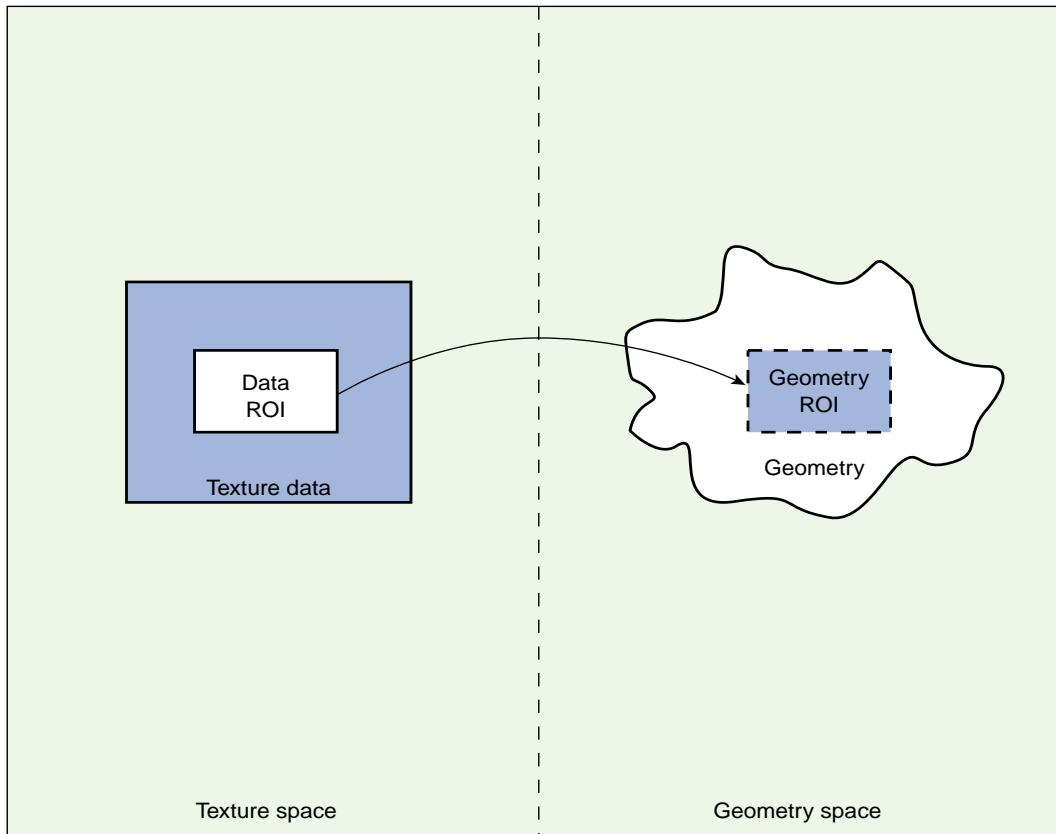 Data
ROI
Texture data
Geometry
ROI
Geometry
Texture space
Geometry space